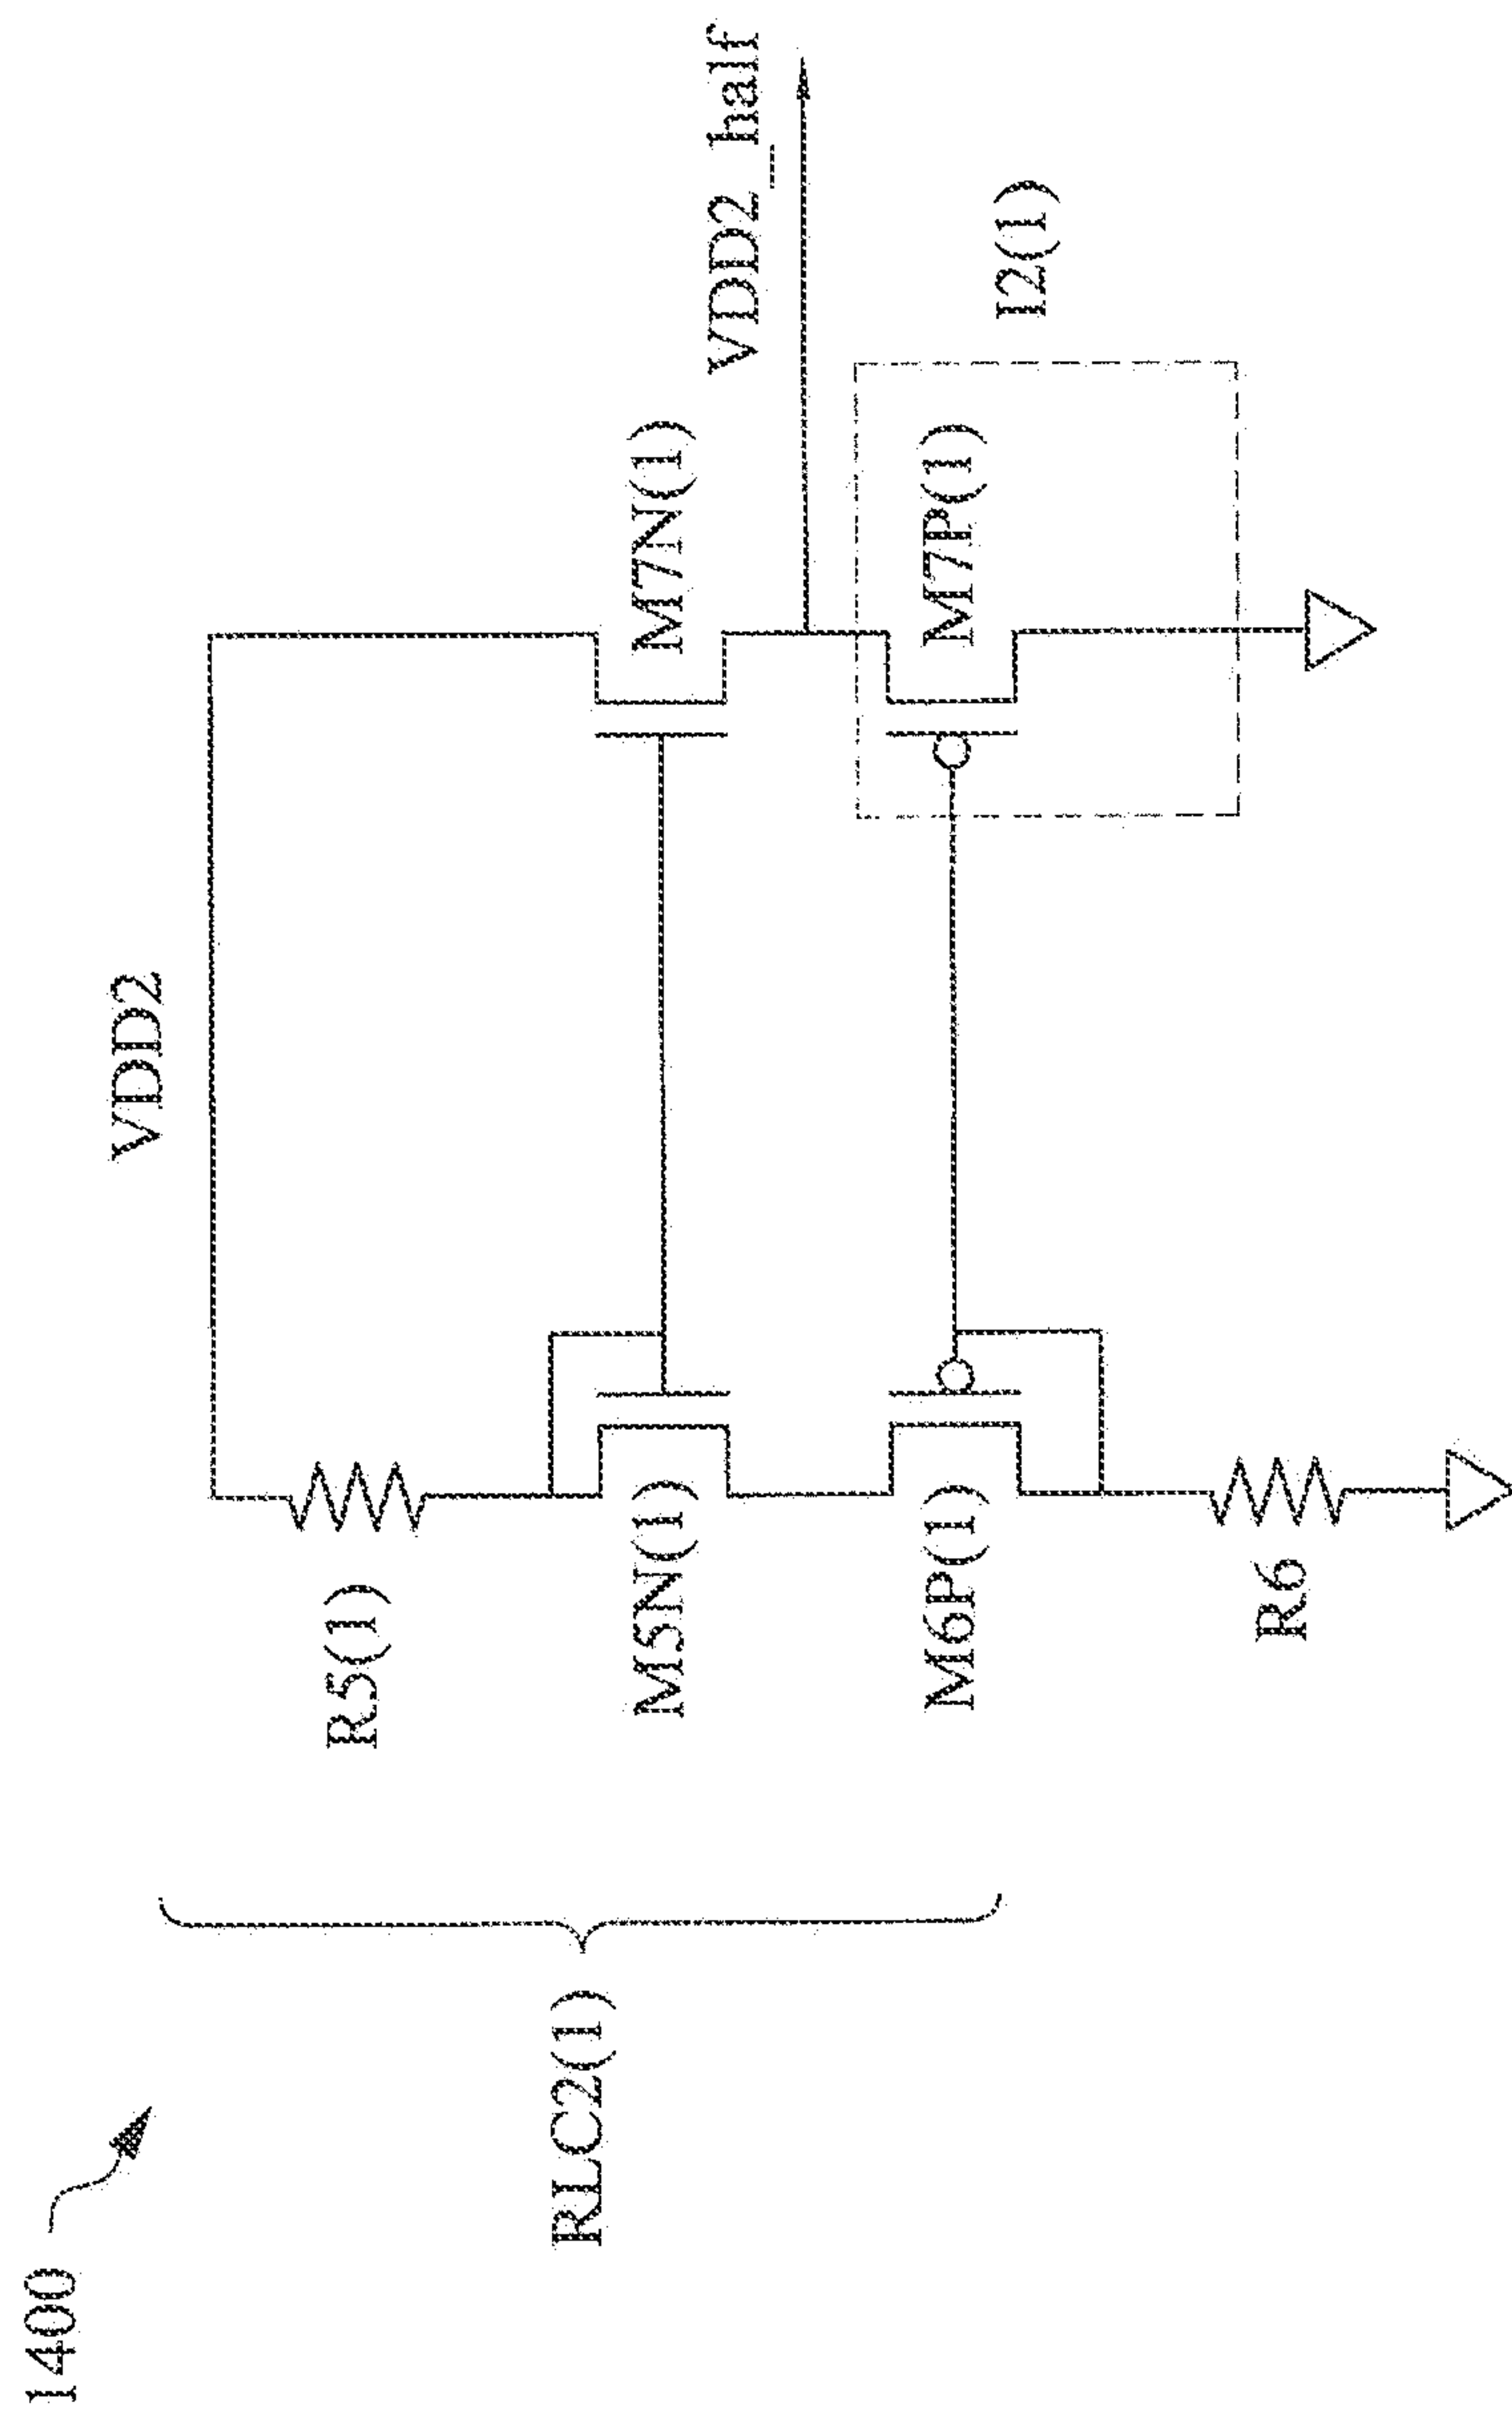 1400
VDD2
R5(1)
M5N(1)
M7N(1)
VDD2_half
RLC2(1)
M6P(1)
M7P(1)
I2(1)
R6